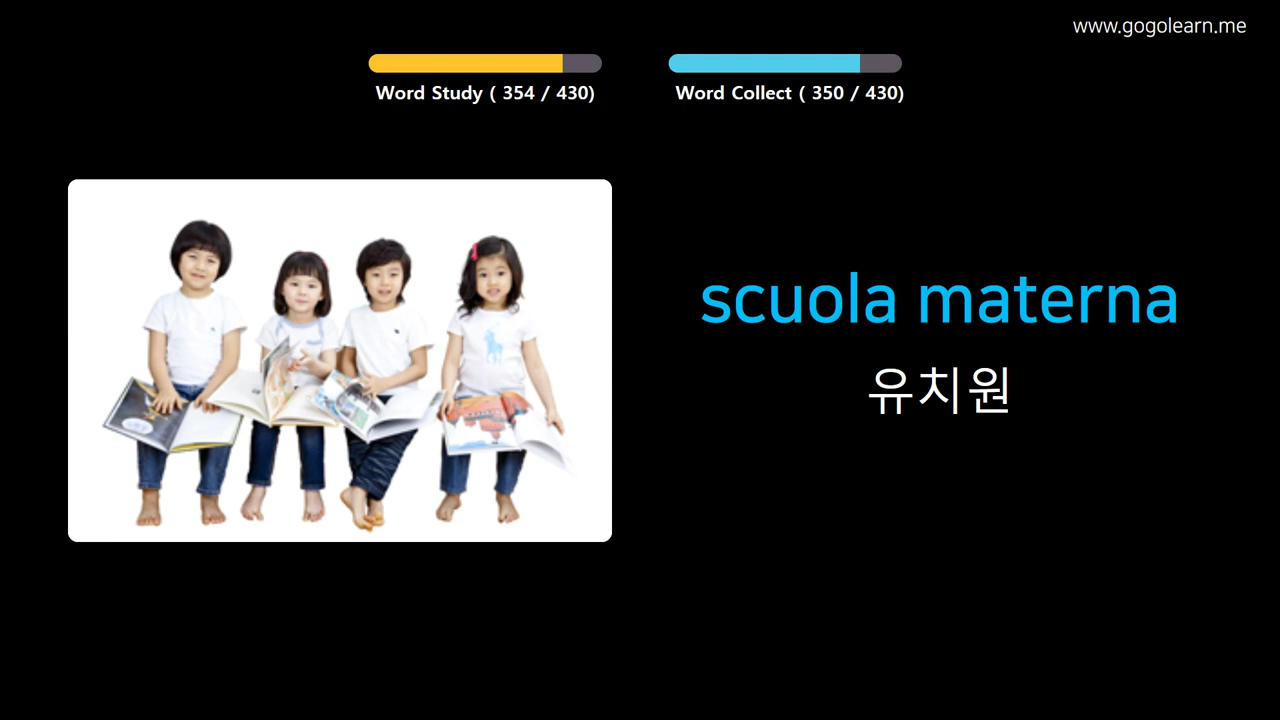 www.gogolearn.me
Word Study ( 354 / 430)
Word Collect ( 350 / 430)
scuola materna
유치원